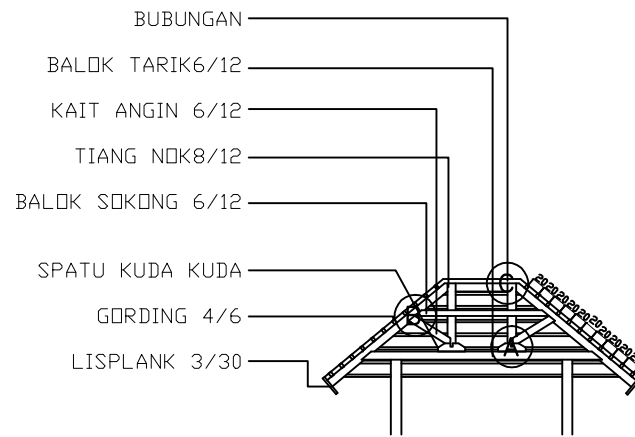 BUBUNGAN
BALOK TARIK6/12
KAIT ANGIN 6/12
TIANG NOK8/12
BALOK SOKONG 6/12
SPATU KUDA KUDA
GORDING 4/6
LISPLANK 3/30
C
B
A
20202020202020202020